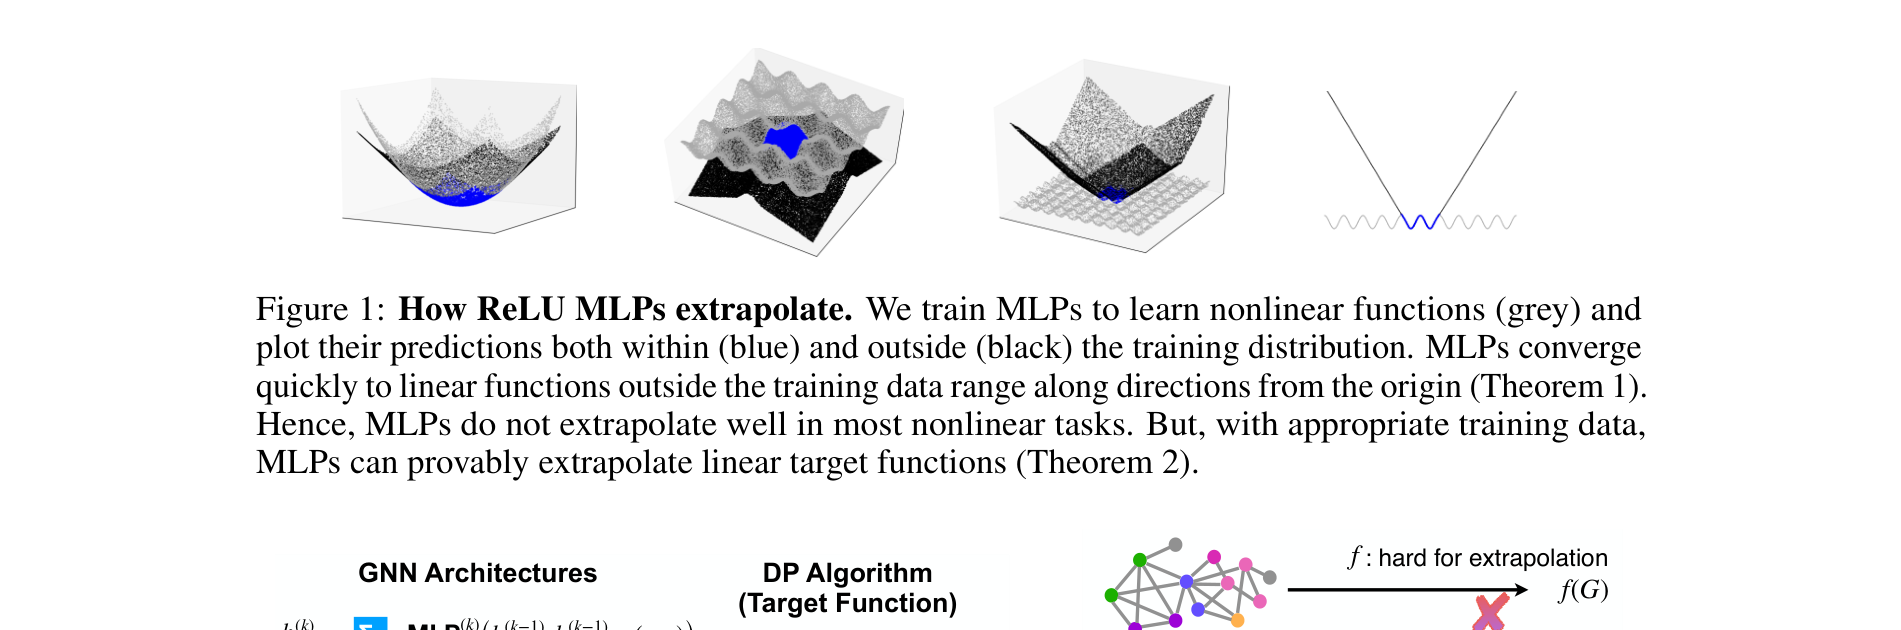 Figure 1: How ReLU MLPs extrapolate. We train MLPs to learn nonlinear functions (grey) and
plot their predictions both within (blue) and outside (black) the training distribution. MLPs converge
quickly to linear functions outside the training data range along directions from the origin (Theorem 1).
Hence, MLPs do not extrapolate well in most nonlinear tasks. But, with appropriate training data,
MLPs can provably extrapolate linear target functions (Theorem 2).
GNN Architectures
DP Algorithm
(Target Function)
f : hard for extrapolation
f(G)
MLP